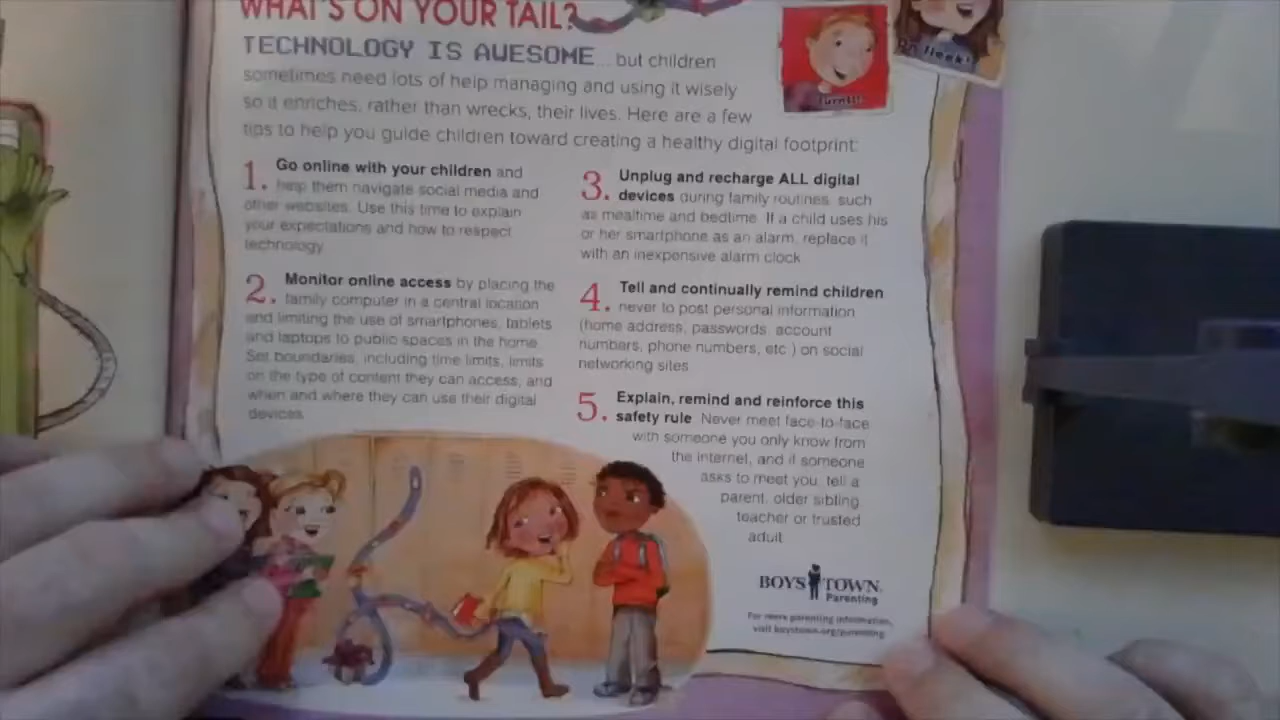 WHAT'S ON YOUR TAIL?
TECHNOLOGY IS AWESOME... but children
sometimes need lots of help managing and using it wisely
so it enriches, rather than wrecks, their lives. Here are a few
tips to help you guide children toward creating a healthy digital footprint:
1. Go online with your children and
help them navigate social media and
other websites. Use this time to explain
your expectations and how to respect
technology.
2. Monitor online access by placing the
family computer in a central location
and limiting the use of smartphones, tablets
and laptops to public spaces in the home.
Set boundaries, including time limits, limits
on the type of content they can access, and
when and where they can use their digital
devices.
3. Unplug and recharge ALL digital
devices during family routines, such
as mealtime and bedtime. If a child uses his
or her smartphone as an alarm, replace it
with an inexpensive alarm clock.
4. Tell and continually remind children
never to post personal information
(home address, passwords, account
numbers, phone numbers, etc.) on social
networking sites.
5. Explain, remind and reinforce this
safety rule: Never meet face-to-face
with someone you only know from
the internet, and if someone
asks to meet you, tell a
parent, older sibling,
teacher or trusted
adult.
BOYS TOWN
Parenting
For more parenting information,
visit boystown.org/parenting.
Turnt!
On fleek!